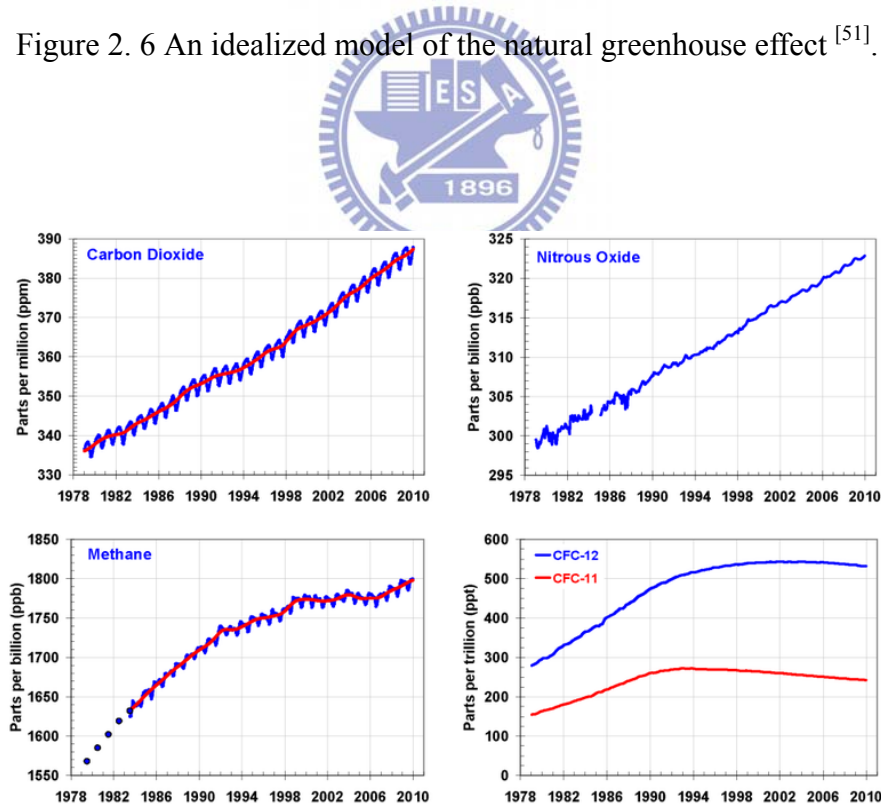 Figure 2. 6 An idealized model of the natural greenhouse effect [51].
ES
A
1896
Carbon Dioxide
Parts per million (ppm)
390
380
370
360
350
340
330
1978 1982 1986 1990 1994 1998 2002 2006 2010
Nitrous Oxide
Parts per billion (ppb)
325
320
315
310
305
300
295
1978 1982 1986 1990 1994 1998 2002 2006 2010
Methane
Parts per billion (ppb)
1850
1800
1750
1700
1650
1600
1550
1978 1982 1986 1990 1994 1998 2002 2006 2010
CFC-12
CFC-11
Parts per trillion (ppt)
600
500
400
300
200
100
0
1978 1982 1986 1990 1994 1998 2002 2006 2010